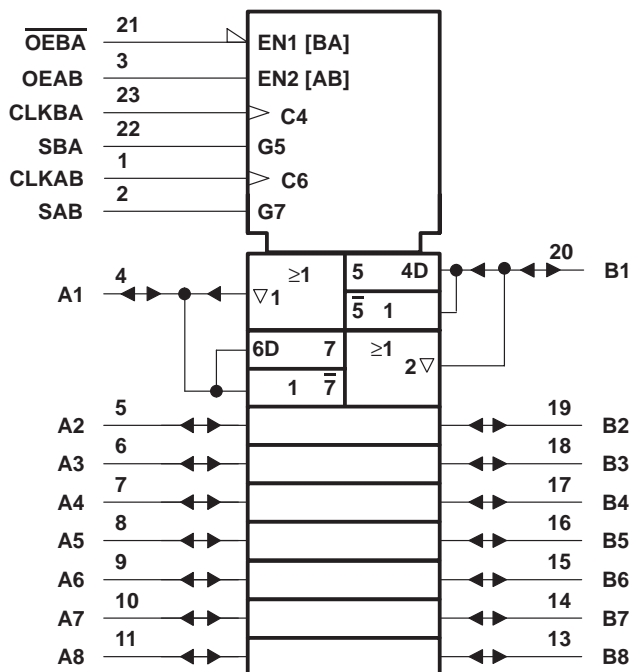 O̅E̅B̅A̅ 21 EN1 [BA]
OEAB 3 EN2 [AB]
CLKBA 23 C4
SBA 22 G5
CLKAB 1 C6
SAB 2 G7
A1 4 ≥1 ▽1 5 4D 20 B1
5̅ 1
6D 7 ≥1 2▽
1 7̅
A2 5 19 B2
A3 6 18 B3
A4 7 17 B4
A5 8 16 B5
A6 9 15 B6
A7 10 14 B7
A8 11 13 B8